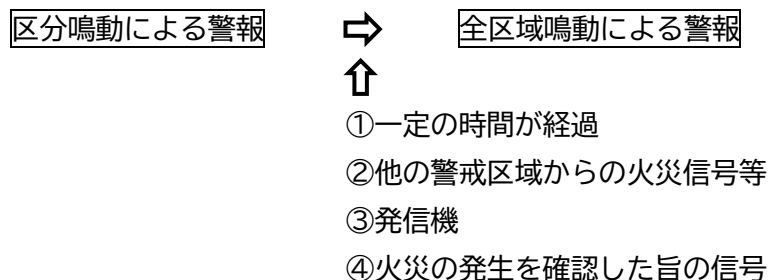 区分鳴動による警報 ⇨ 全区域鳴動による警報
⇧
①一定の時間が経過
②他の警戒区域からの火災信号等
③発信機
④火災の発生を確認した旨の信号